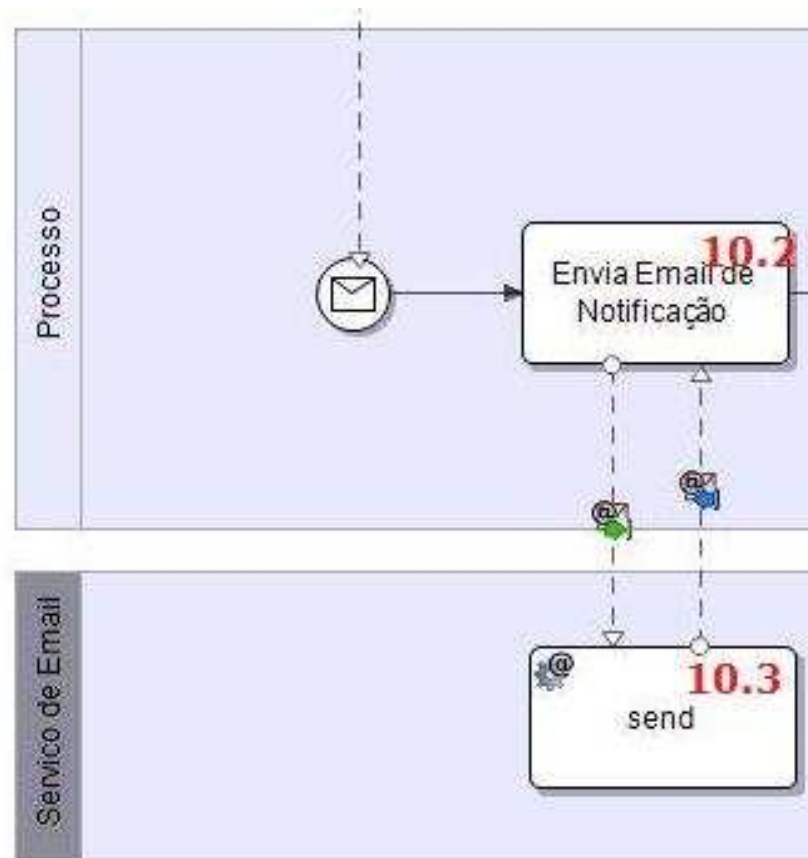 Processo
10.2
Envia Email de
Notificação
Servico de Email
10.3
send